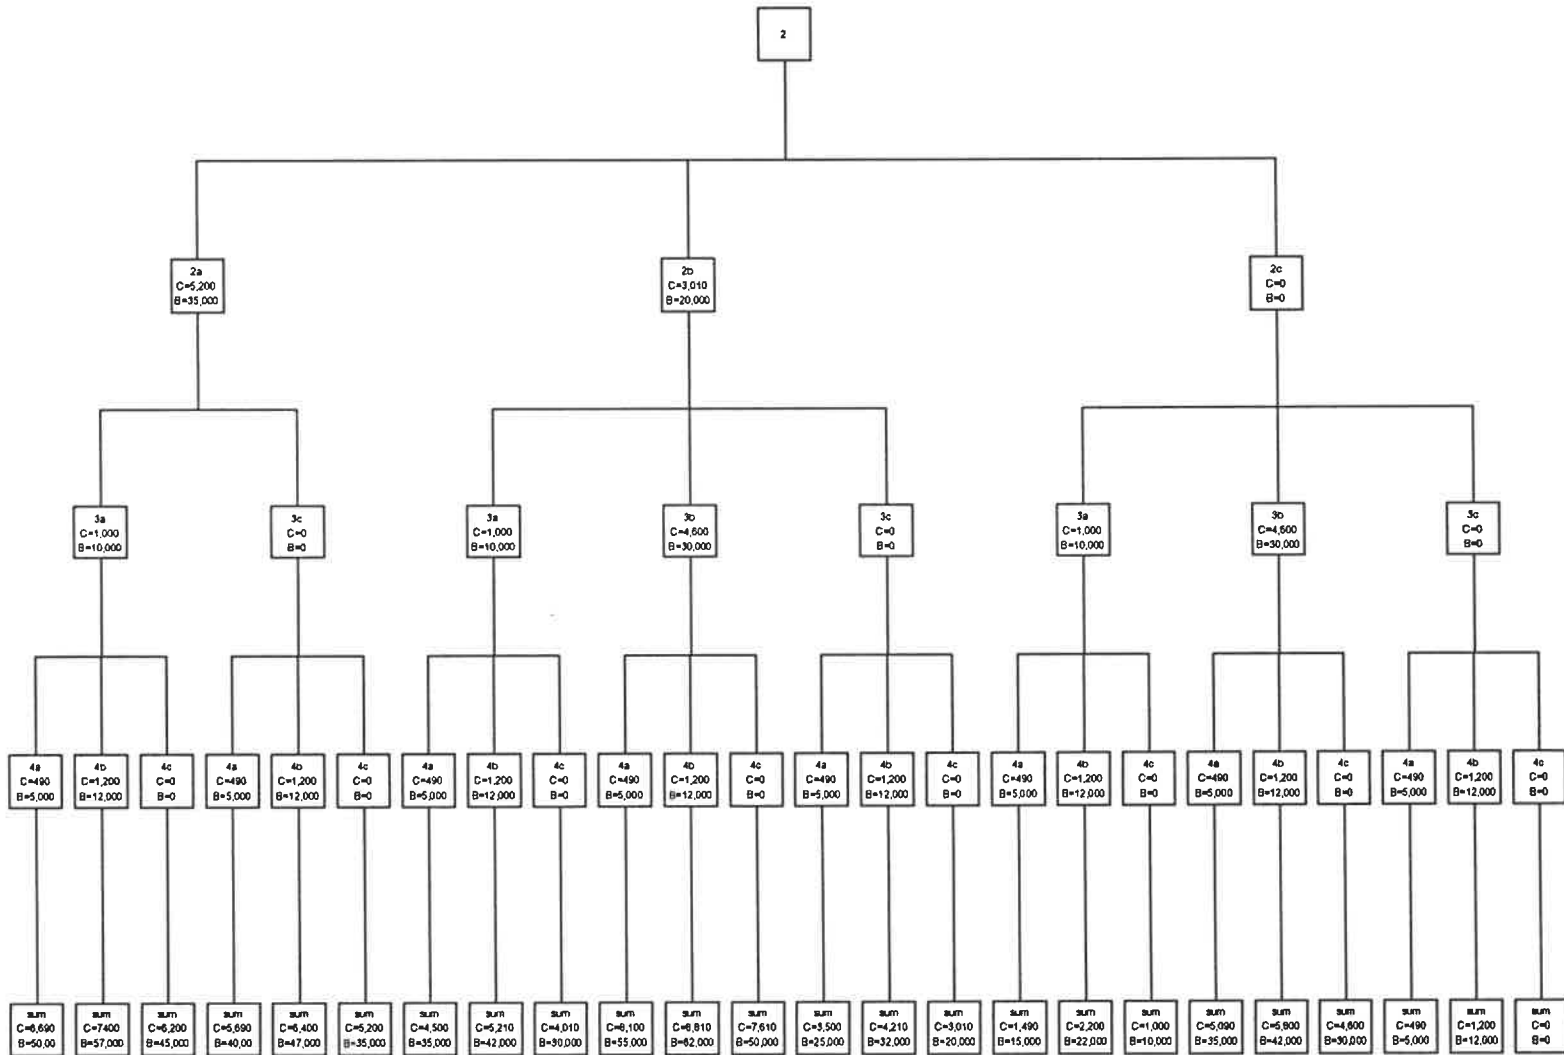 2
2a
C=5,200
B=35,000
2b
C=3,010
B=20,000
2c
C=0
B=0
3a
C=1,000
B=10,000
3c
C=0
B=0
3a
C=1,000
B=10,000
3b
C=4,600
B=30,000
3c
C=0
B=0
3a
C=1,000
B=10,000
3b
C=4,600
B=30,000
3c
C=0
B=0
4a
C=490
B=5,000
4b
C=1,200
B=12,000
4c
C=0
B=0
4a
C=490
B=5,000
4b
C=1,200
B=12,000
4c
C=0
B=0
4a
C=490
B=5,000
4b
C=1,200
B=12,000
4c
C=0
B=0
4a
C=490
B=5,000
4b
C=1,200
B=12,000
4c
C=0
B=0
4a
C=490
B=5,000
4b
C=1,200
B=12,000
4c
C=0
B=0
4a
C=490
B=5,000
4b
C=1,200
B=12,000
4c
C=0
B=0
4a
C=490
B=5,000
4b
C=1,200
B=12,000
4c
C=0
B=0
4a
C=490
B=5,000
4b
C=1,200
B=12,000
4c
C=0
B=0
sum
C=6,690
B=50,00
sum
C=7400
B=57,000
sum
C=6,200
B=45,000
sum
C=5,690
B=40,00
sum
C=6,400
B=47,000
sum
C=5,200
B=35,000
sum
C=4,500
B=35,000
sum
C=5,210
B=42,000
sum
C=4,010
B=30,000
sum
C=8,100
B=55,000
sum
C=8,810
B=62,000
sum
C=7,610
B=50,000
sum
C=3,500
B=25,000
sum
C=4,210
B=32,000
sum
C=3,010
B=20,000
sum
C=1,490
B=15,000
sum
C=2,200
B=22,000
sum
C=1,000
B=10,000
sum
C=5,090
B=35,000
sum
C=5,800
B=42,000
sum
C=4,600
B=30,000
sum
C=490
B=5,000
sum
C=1,200
B=12,000
sum
C=0
B=0